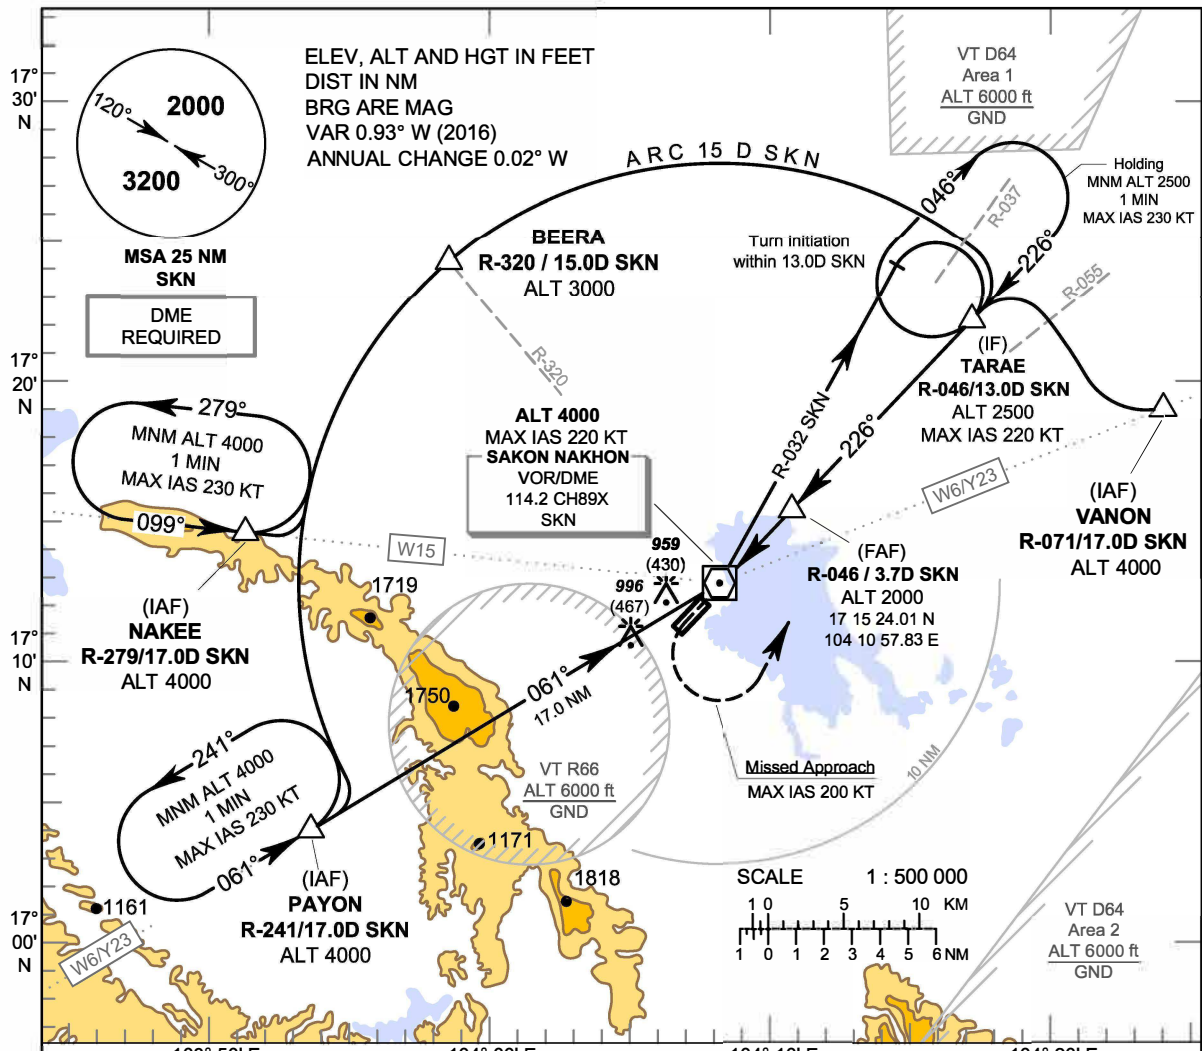 ELEV, ALT AND HGT IN FEET
DIST IN NM
BRG ARE MAG
VAR 0.93° W (2016)
ANNUAL CHANGE 0.02° W
17°
30'
N
120°
2000
3200
300°
MSA 25 NM
SKN
DME
REQUIRED
ARC 15 D SKN
VT D64
Area 1
ALT 6000 ft
GND
Holding
MNM ALT 2500
1 MIN
MAX IAS 230 KT
046°
R-037
226°
R-055
Turn initiation
within 13.0D SKN
BEERA
R-320 / 15.0D SKN
ALT 3000
R-320
17°
20'
N
(IF)
TARAE
R-046/13.0D SKN
ALT 2500
MAX IAS 220 KT
279°
MNM ALT 4000
1 MIN
MAX IAS 230 KT
099°
ALT 4000
MAX IAS 220 KT
SAKON NAKHON
VOR/DME
114.2 CH89X
SKN
R-032 SKN
226°
W6/Y23
(IAF)
VANON
R-071/17.0D SKN
ALT 4000
W15
959
(430)
996
(467)
(FAF)
R-046 / 3.7D SKN
ALT 2000
17 15 24.01 N
104 10 57.83 E
(IAF)
NAKEE
R-279/17.0D SKN
ALT 4000
1719
17°
10'
N
1750
061°
17.0 NM
241°
MNM ALT 4000
1 MIN
MAX IAS 230 KT
061°
VT R66
ALT 6000 ft
GND
Missed Approach
MAX IAS 200 KT
10 NM
1171
(IAF)
PAYON
R-241/17.0D SKN
ALT 4000
1818
1161
W6/Y23
17°
00'
N
SCALE 1 : 500 000
1 0 5 10 KM
1 0 1 2 3 4 5 6 NM
VT D64
Area 2
ALT 6000 ft
GND